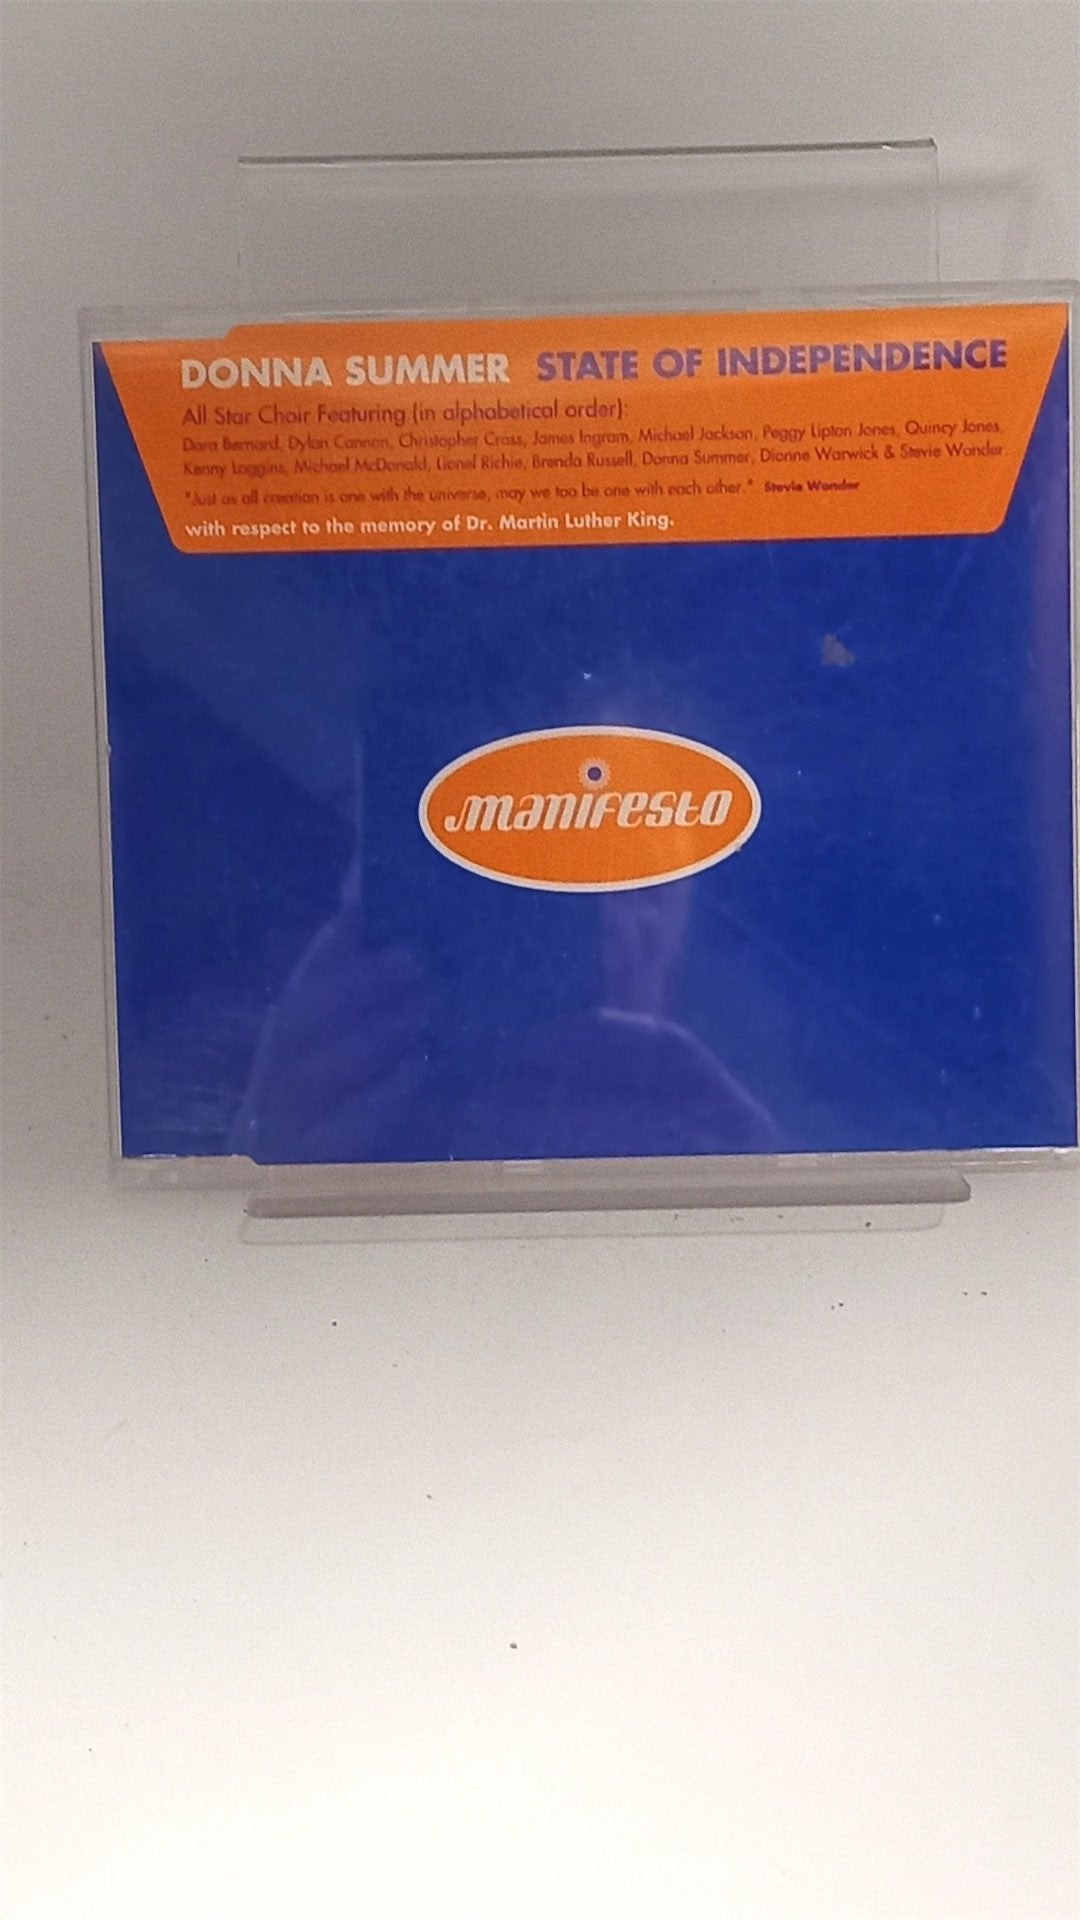 DONNA SUMMER STATE OF INDEPENDENCE
All Star Choir Featuring (in alphabetical order):
Dara Bernard, Dylan Cannon, Christopher Cross, James Ingram, Michael Jackson, Peggy Lipton Jones, Quincy Jones,
Kenny Loggins, Michael McDonald, Lionel Richie, Brenda Russell, Donna Summer, Dionne Warwick & Stevie Wonder.
"Just as all creation is one with the universe, may we too be one with each other." Stevie Wonder
with respect to the memory of Dr. Martin Luther King.
manifesto